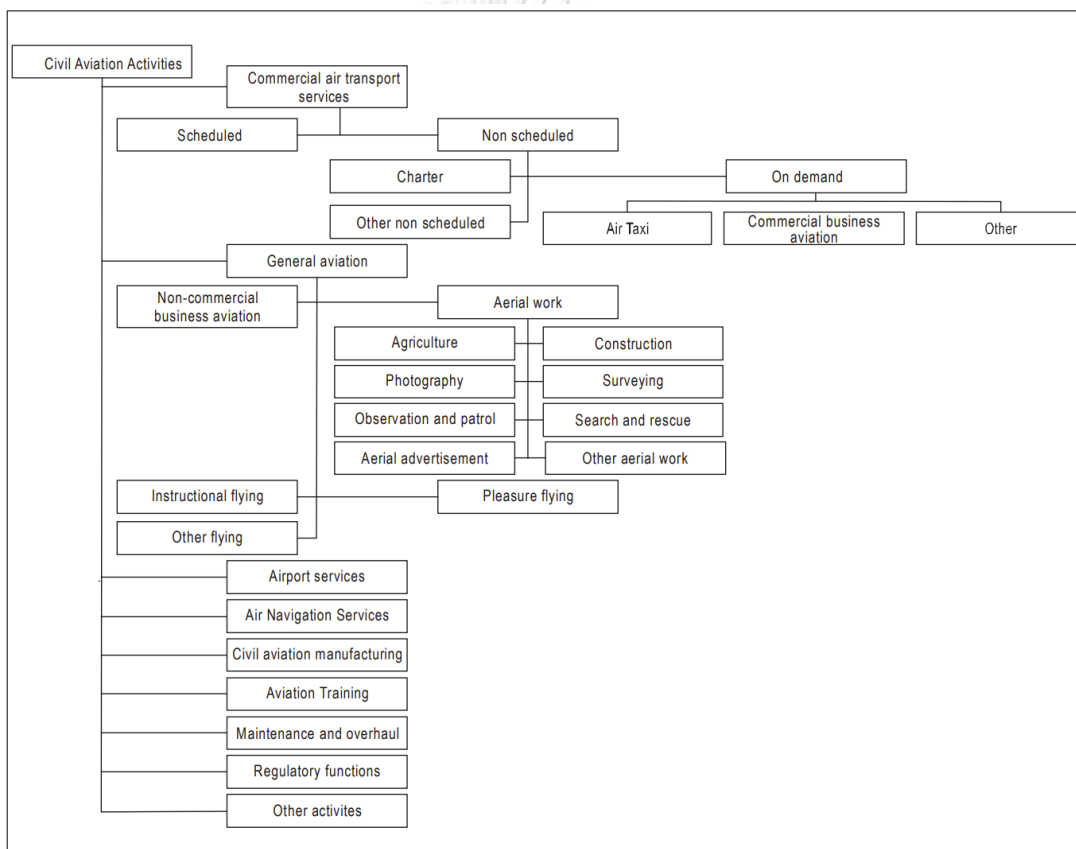 Civil Aviation Activities
Commercial air transport
services
Scheduled
Non scheduled
Charter
On demand
Other non scheduled
Air Taxi
Commercial business
aviation
Other
General aviation
Non-commercial
business aviation
Aerial work
Agriculture
Construction
Photography
Surveying
Observation and patrol
Search and rescue
Aerial advertisement
Other aerial work
Instructional flying
Pleasure flying
Other flying
Airport services
Air Navigation Services
Civil aviation manufacturing
Aviation Training
Maintenance and overhaul
Regulatory functions
Other activites